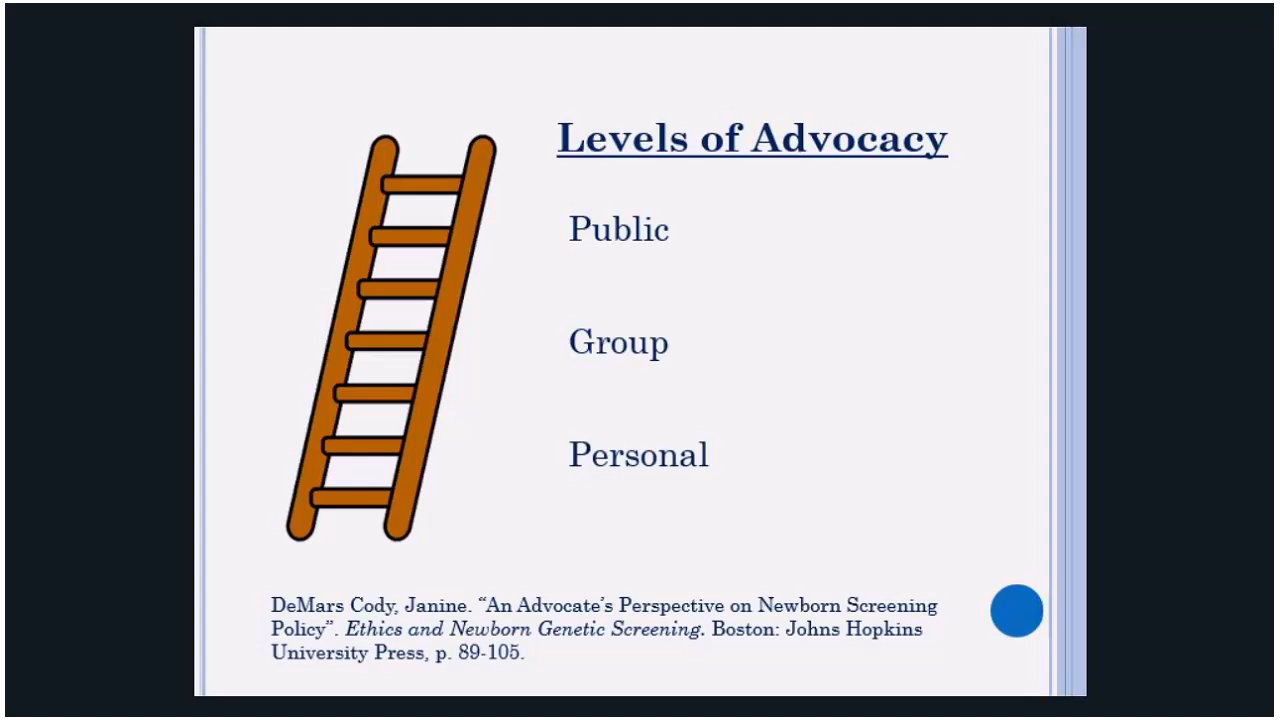 Levels of Advocacy
Public
Group
Personal
DeMars Cody, Janine. “An Advocate’s Perspective on Newborn Screening
Policy”. Ethics and Newborn Genetic Screening. Boston: Johns Hopkins
University Press, p. 89-105.